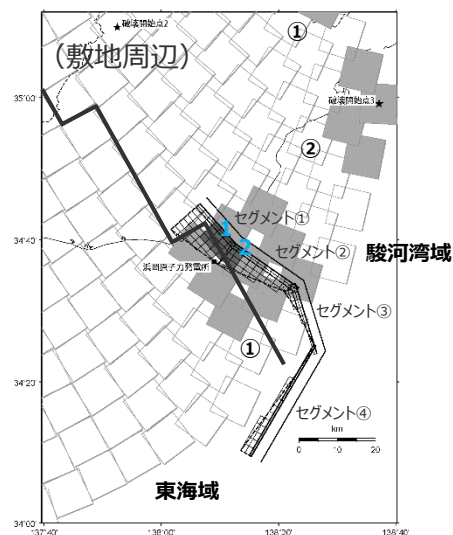 ★破壊開始点2
①
（敷地周辺）
35°00'
破壊開始点3★
②
セグメント①
1
2
34°40'
セグメント②
駿河湾域
浜岡原子力発電所
セグメント③
①
34°20'
セグメント④
km
0 10 20
東海域
34°00'
137°40' 138°00' 138°20' 138°40'